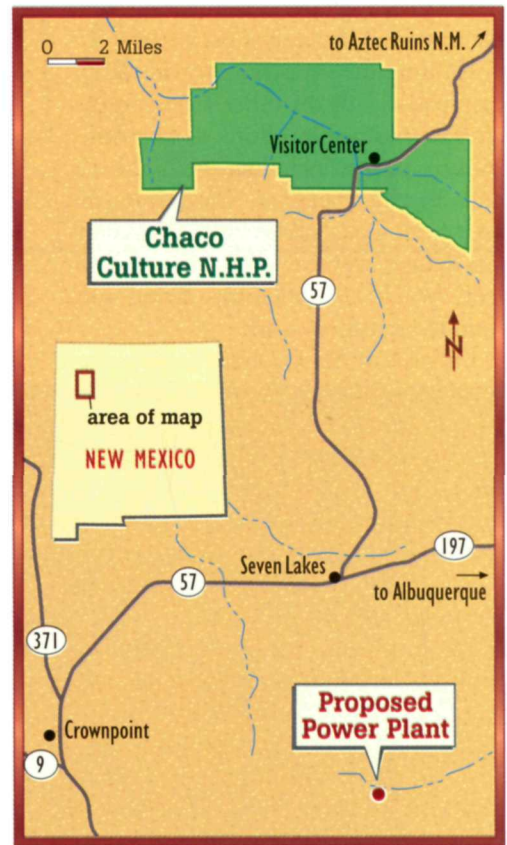 0 2 Miles
to Aztec Ruins N.M.
Visitor Center
Chaco
Culture N.H.P.
57
N
area of map
NEW MEXICO
197
Seven Lakes
57
to Albuquerque
371
Proposed
Power Plant
Crownpoint
9